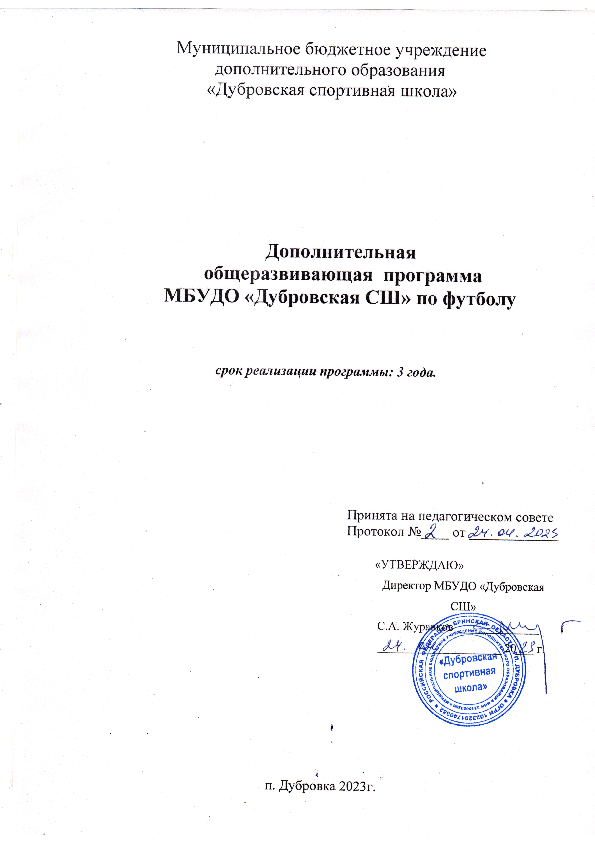 Муниципальное бюджетное учреждение
дополнительного образования
«Дубровская спортивная школа»
Дополнительная
общеразвивающая программа
МБУДО «Дубровская СШ» по футболу
срок реализации программы: 3 года.
Принята на педагогическом совете
Протокол № 2 от 24.04.2023
«УТВЕРЖДАЮ»
Директор МБУДО «Дубровская
СШ»
С.А. Журавков
24. 2023 г.
«Дубровская
спортивная
школа»
п. Дубровка 2023г.